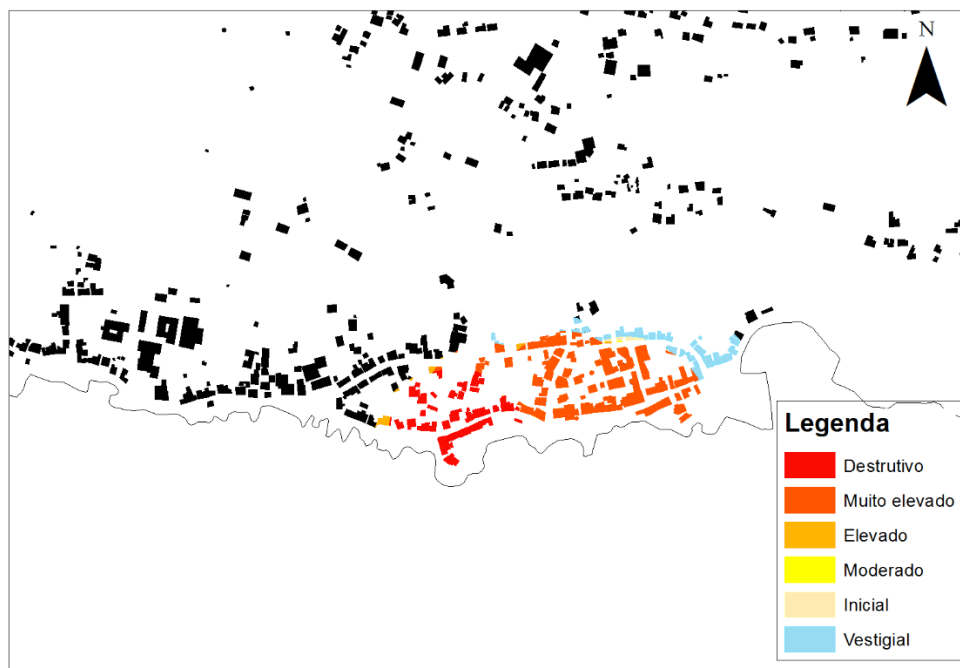 N
Legenda
Destrutivo
Muito elevado
Elevado
Moderado
Inicial
Vestigial